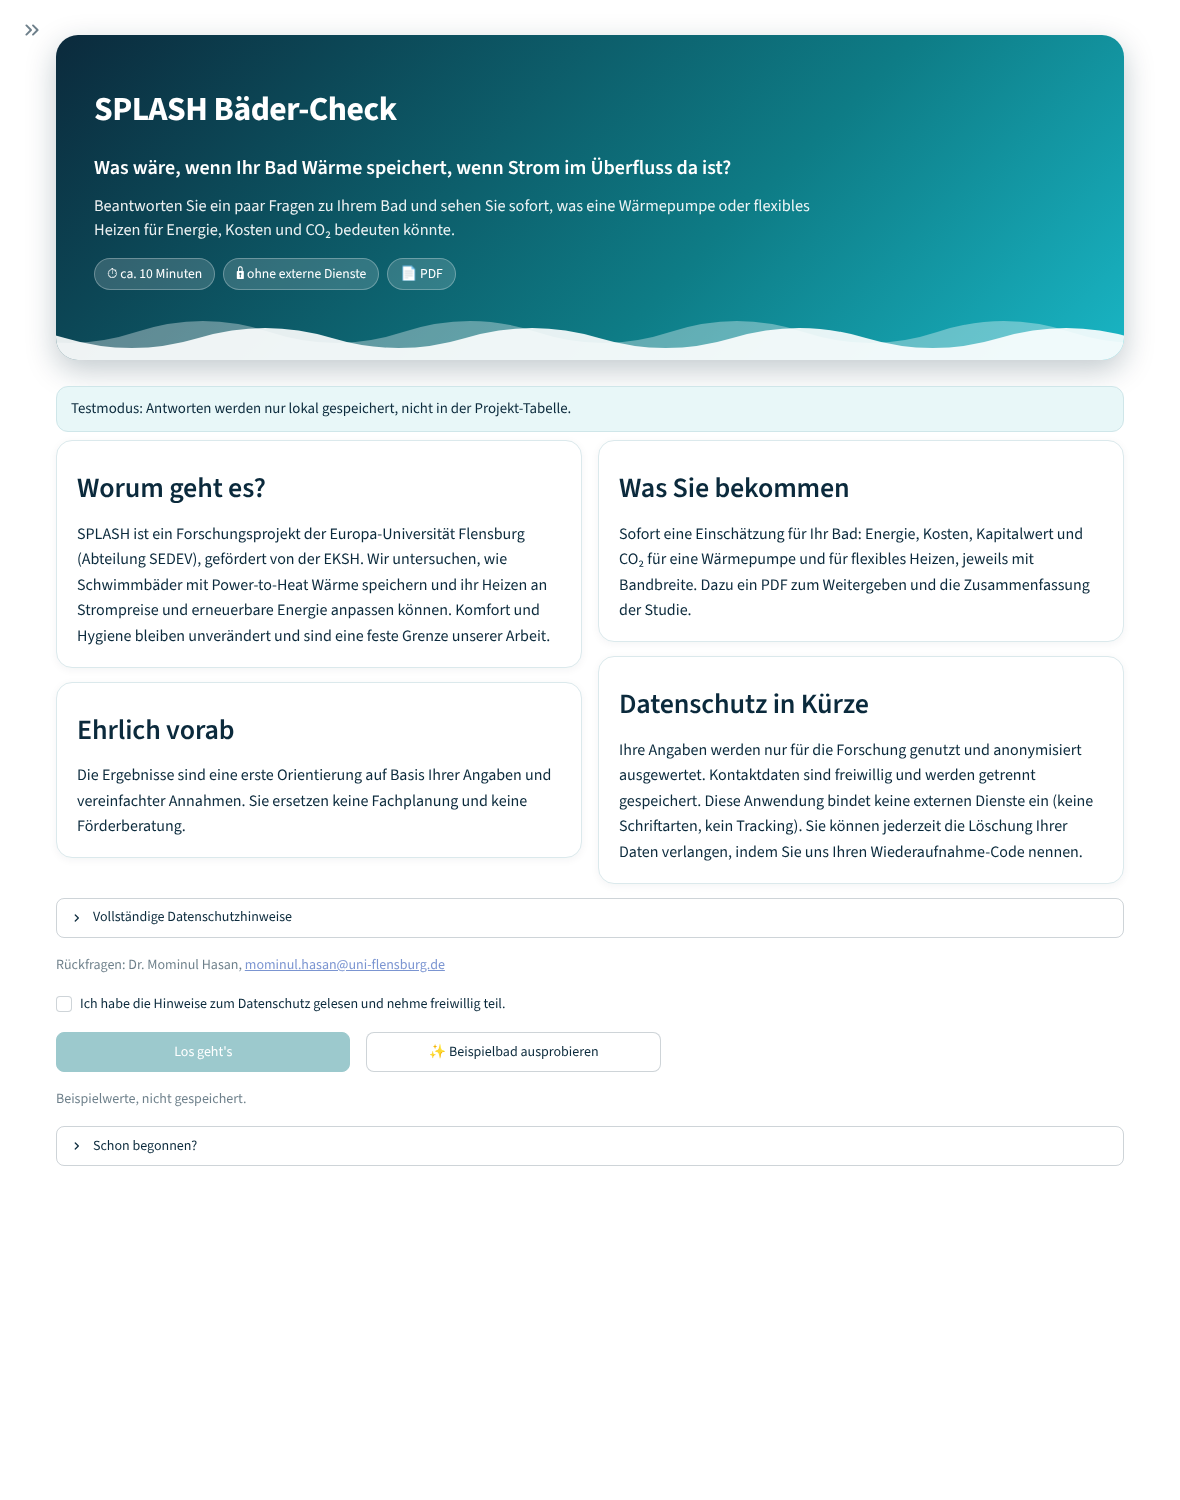 SPLASH Bäder-Check
Was wäre, wenn Ihr Bad Wärme speichert, wenn Strom im Überfluss da ist?
Beantworten Sie ein paar Fragen zu Ihrem Bad und sehen Sie sofort, was eine Wärmepumpe oder flexibles
Heizen für Energie, Kosten und CO₂ bedeuten könnte.
⏱ ca. 10 Minuten
🔒 ohne externe Dienste
📄 PDF
Testmodus: Antworten werden nur lokal gespeichert, nicht in der Projekt-Tabelle.
Worum geht es?
SPLASH ist ein Forschungsprojekt der Europa-Universität Flensburg
(Abteilung SEDEV), gefördert von der EKSH. Wir untersuchen, wie
Schwimmbäder mit Power-to-Heat Wärme speichern und ihr Heizen an
Strompreise und erneuerbare Energie anpassen können. Komfort und
Hygiene bleiben unverändert und sind eine feste Grenze unserer Arbeit.
Ehrlich vorab
Die Ergebnisse sind eine erste Orientierung auf Basis Ihrer Angaben und
vereinfachter Annahmen. Sie ersetzen keine Fachplanung und keine
Förderberatung.
Was Sie bekommen
Sofort eine Einschätzung für Ihr Bad: Energie, Kosten, Kapitalwert und
CO₂ für eine Wärmepumpe und für flexibles Heizen, jeweils mit
Bandbreite. Dazu ein PDF zum Weitergeben und die Zusammenfassung
der Studie.
Datenschutz in Kürze
Ihre Angaben werden nur für die Forschung genutzt und anonymisiert
ausgewertet. Kontaktdaten sind freiwillig und werden getrennt
gespeichert. Diese Anwendung bindet keine externen Dienste ein (keine
Schriftarten, kein Tracking). Sie können jederzeit die Löschung Ihrer
Daten verlangen, indem Sie uns Ihren Wiederaufnahme-Code nennen.
Vollständige Datenschutzhinweise
Rückfragen: Dr. Mominul Hasan, mominul.hasan@uni-flensburg.de
Ich habe die Hinweise zum Datenschutz gelesen und nehme freiwillig teil.
Los geht's
✨ Beispielbad ausprobieren
Beispielwerte, nicht gespeichert.
Schon begonnen?